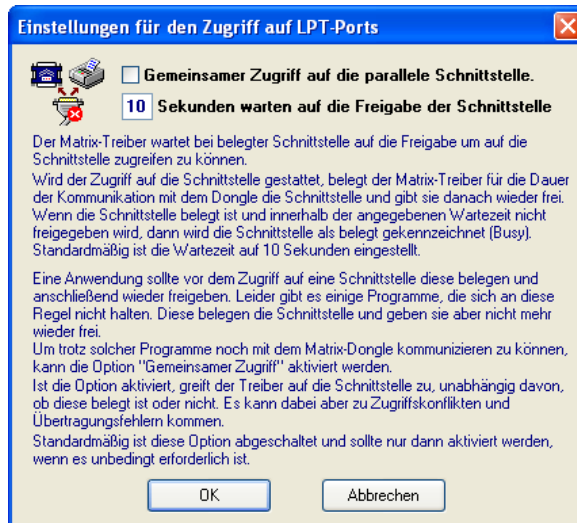 Einstellungen für den Zugriff auf LPT-Ports
Gemeinsamer Zugriff auf die parallele Schnittstelle.
10 Sekunden warten auf die Freigabe der Schnittstelle
Der Matrix-Treiber wartet bei belegter Schnittstelle auf die Freigabe um auf die
Schnittstelle zugreifen zu können.
Wird der Zugriff auf die Schnittstelle gestattet, belegt der Matrix-Treiber für die Dauer
der Kommunikation mit dem Dongle die Schnittstelle und gibt sie danach wieder frei.
Wenn die Schnittstelle belegt ist und innerhalb der angegebenen Wartezeit nicht
freigegeben wird, dann wird die Schnittstelle als belegt gekennzeichnet (Busy).
Standardmäßig ist die Wartezeit auf 10 Sekunden eingestellt.
Eine Anwendung sollte vor dem Zugriff auf eine Schnittstelle diese belegen und
anschließend wieder freigeben. Leider gibt es einige Programme, die sich an diese
Regel nicht halten. Diese belegen die Schnittstelle und geben sie aber nicht mehr
wieder frei.
Um trotz solcher Programme noch mit dem Matrix-Dongle kommunizieren zu können,
kann die Option "Gemeinsamer Zugriff" aktiviert werden.
Ist die Option aktiviert, greift der Treiber auf die Schnittstelle zu, unabhängig davon,
ob diese belegt ist oder nicht. Es kann dabei aber zu Zugriffskonflikten und
Übertragungsfehlern kommen.
Standardmäßig ist diese Option abgeschaltet und sollte nur dann aktiviert werden,
wenn es unbedingt erforderlich ist.
OK Abbrechen